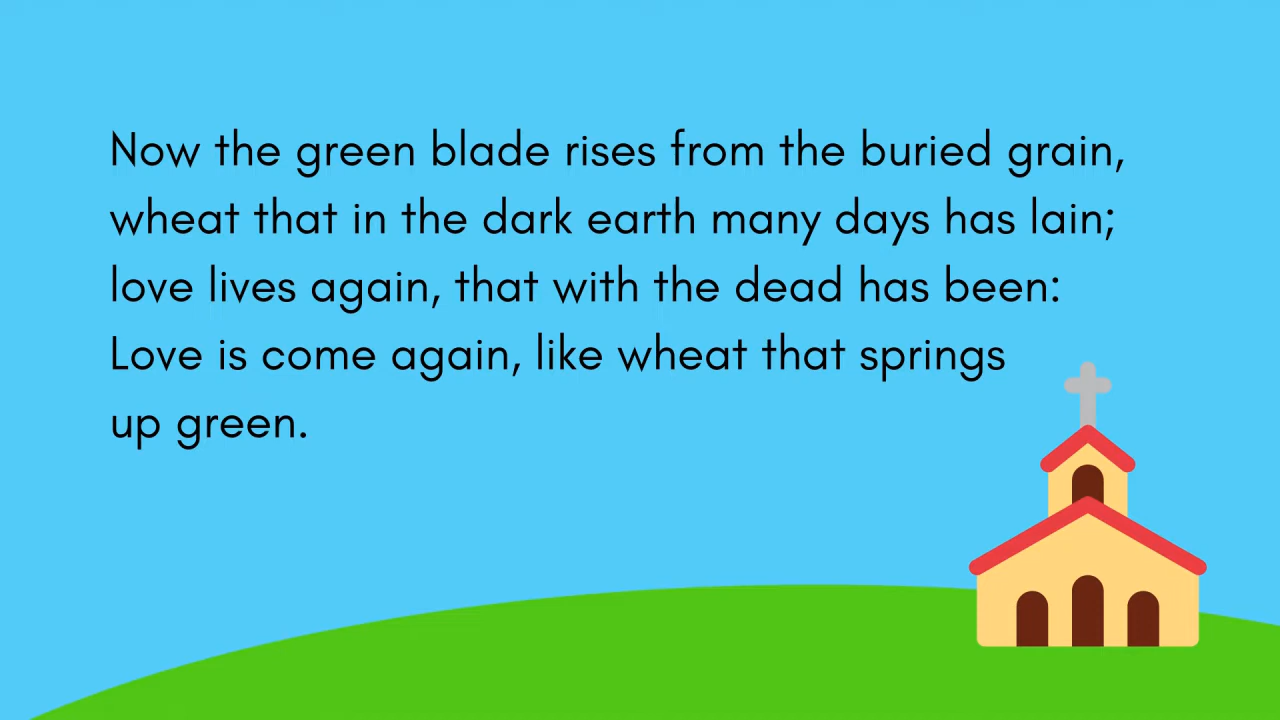 Now the green blade rises from the buried grain,
wheat that in the dark earth many days has lain;
love lives again, that with the dead has been:
Love is come again, like wheat that springs
up green.